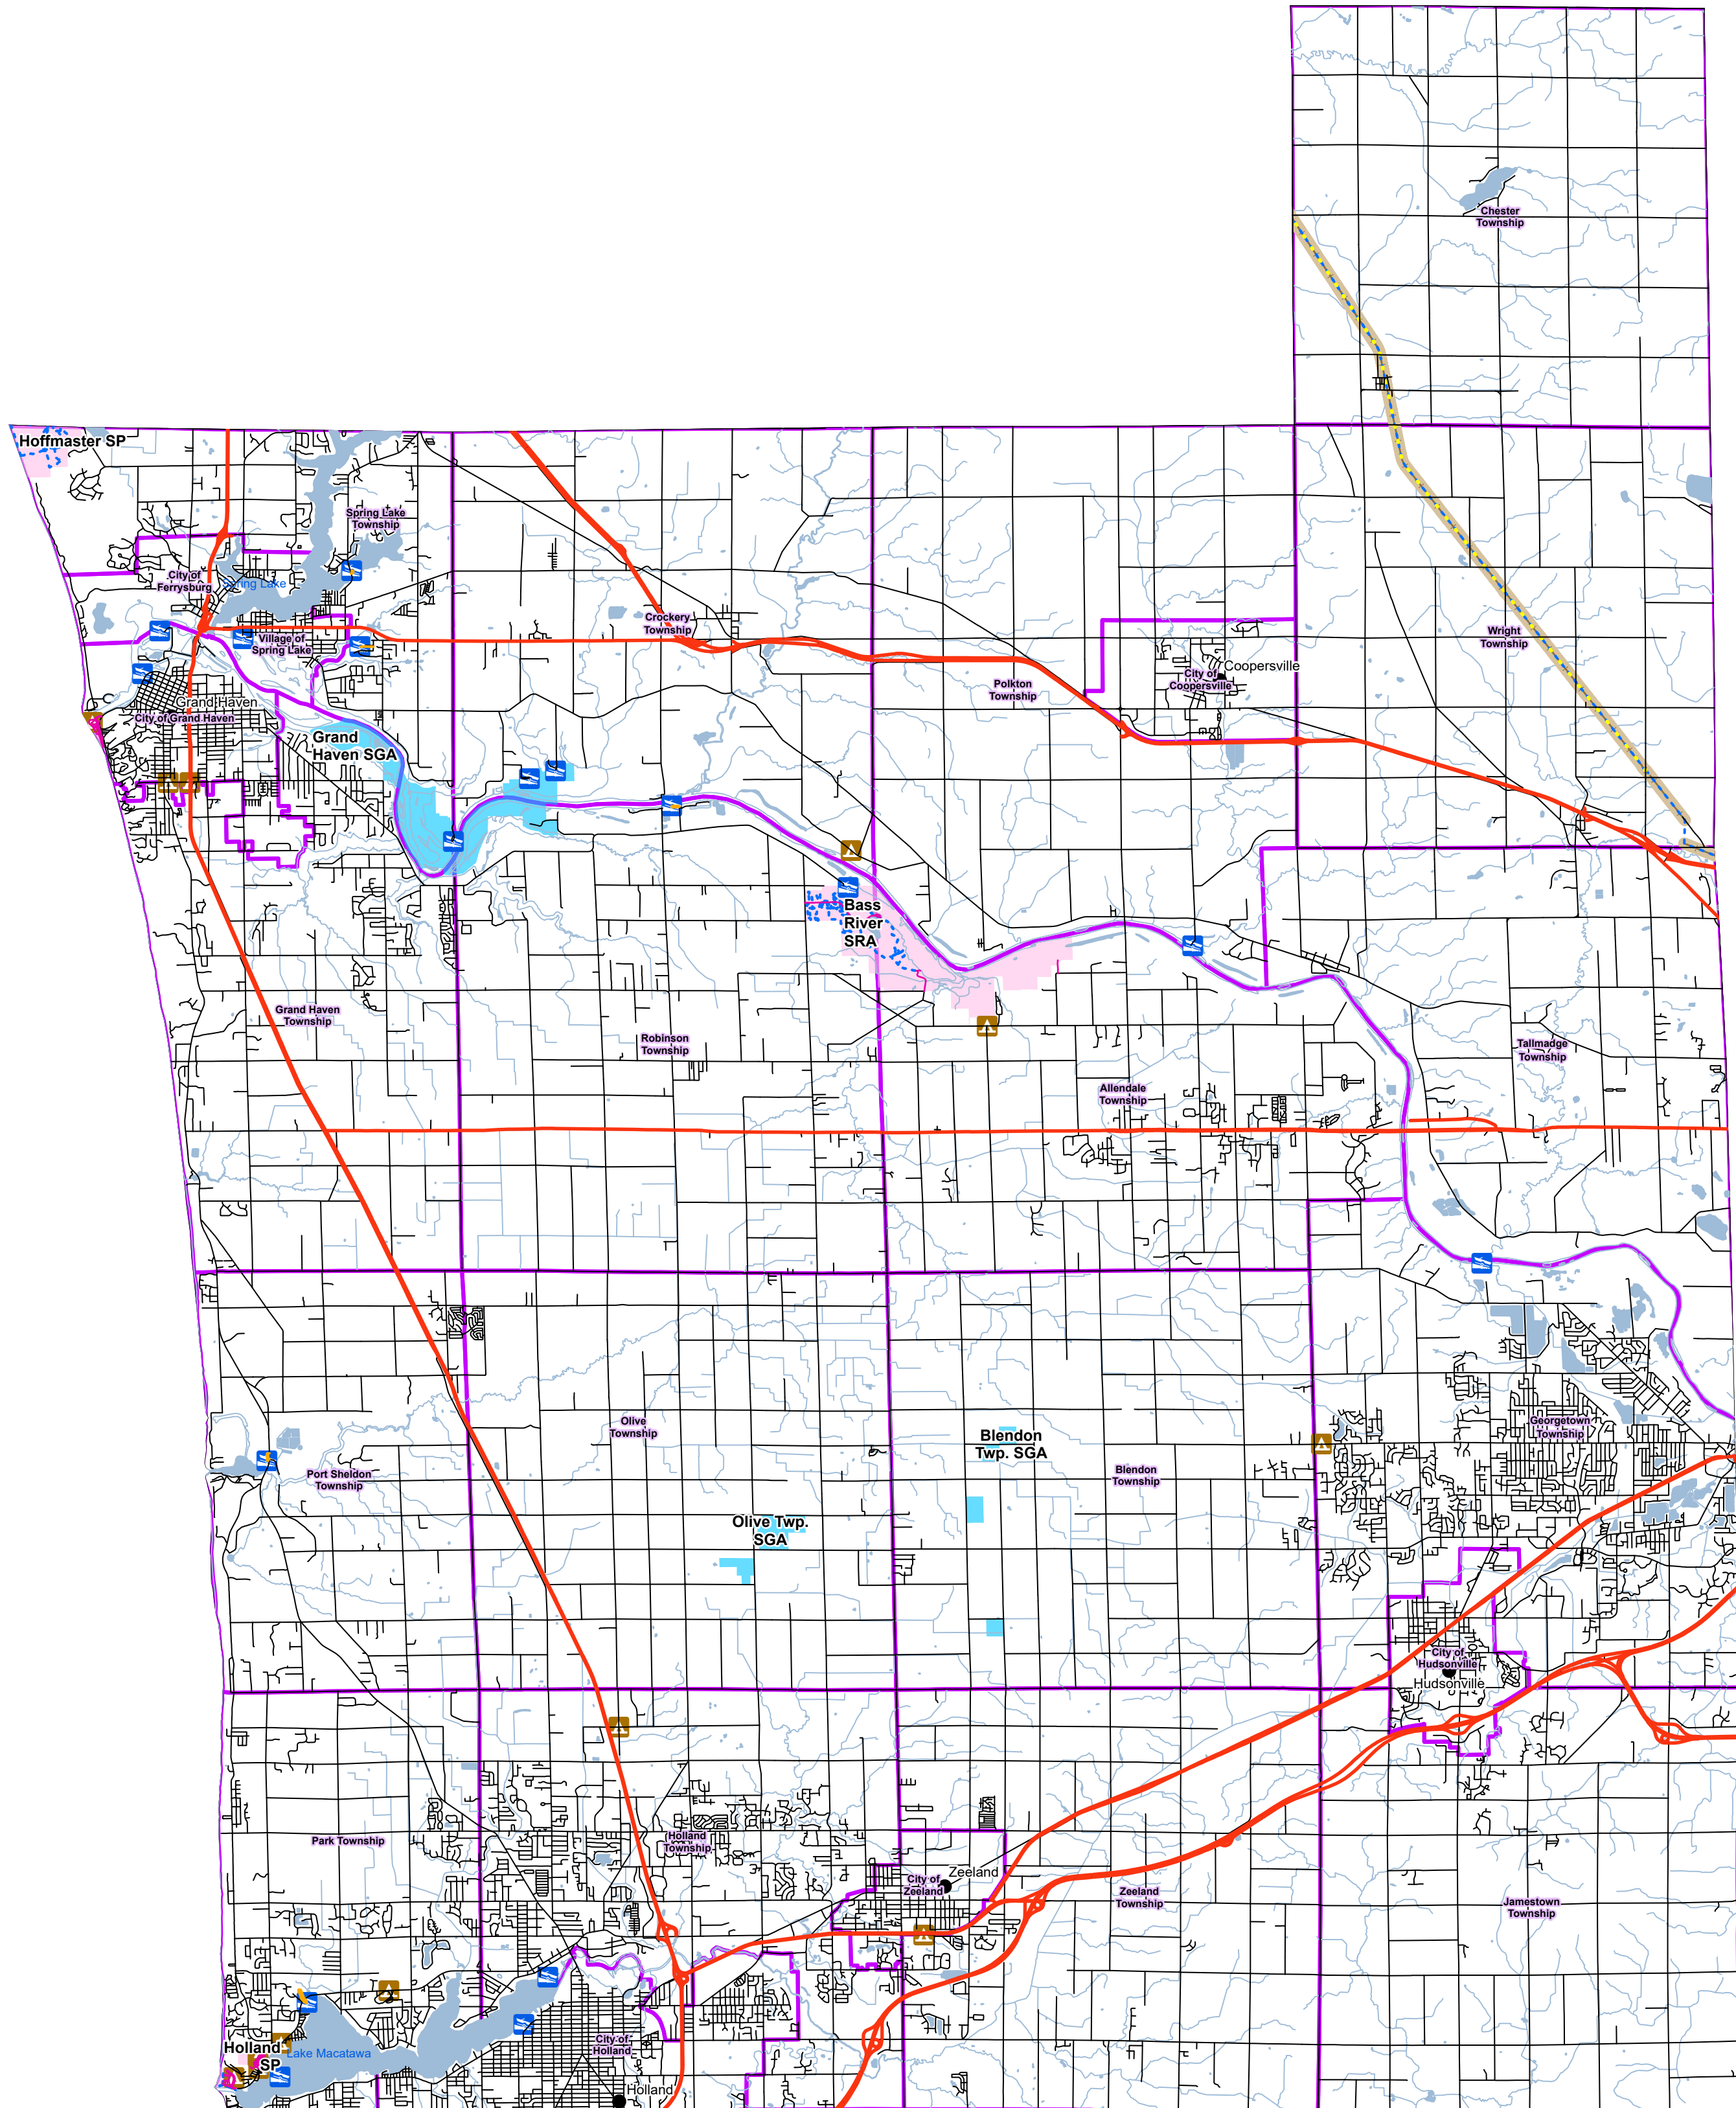 Chester
Township
Hoffmaster SP
Spring Lake
Township
City of
Ferrysburg
Spring Lake
Village of
Spring Lake
Crockery
Township
Wright
Township
Coopersville
City of
Coopersville
Polkton
Township
Grand Haven
City of Grand Haven
Grand
Haven SGA
Bass
River
SRA
Grand Haven
Township
Robinson
Township
Tallmadge
Township
Allendale
Township
Olive
Township
Blendon
Twp. SGA
Georgetown
Township
Port Sheldon
Township
Blendon
Township
Olive Twp.
SGA
City of
Hudsonville
Hudsonville
Park Township
Holland
Township
Zeeland
City of
Zeeland
Zeeland
Township
Jamestown
Township
City of
Holland
Holland
SP
Lake Macatawa
Holland